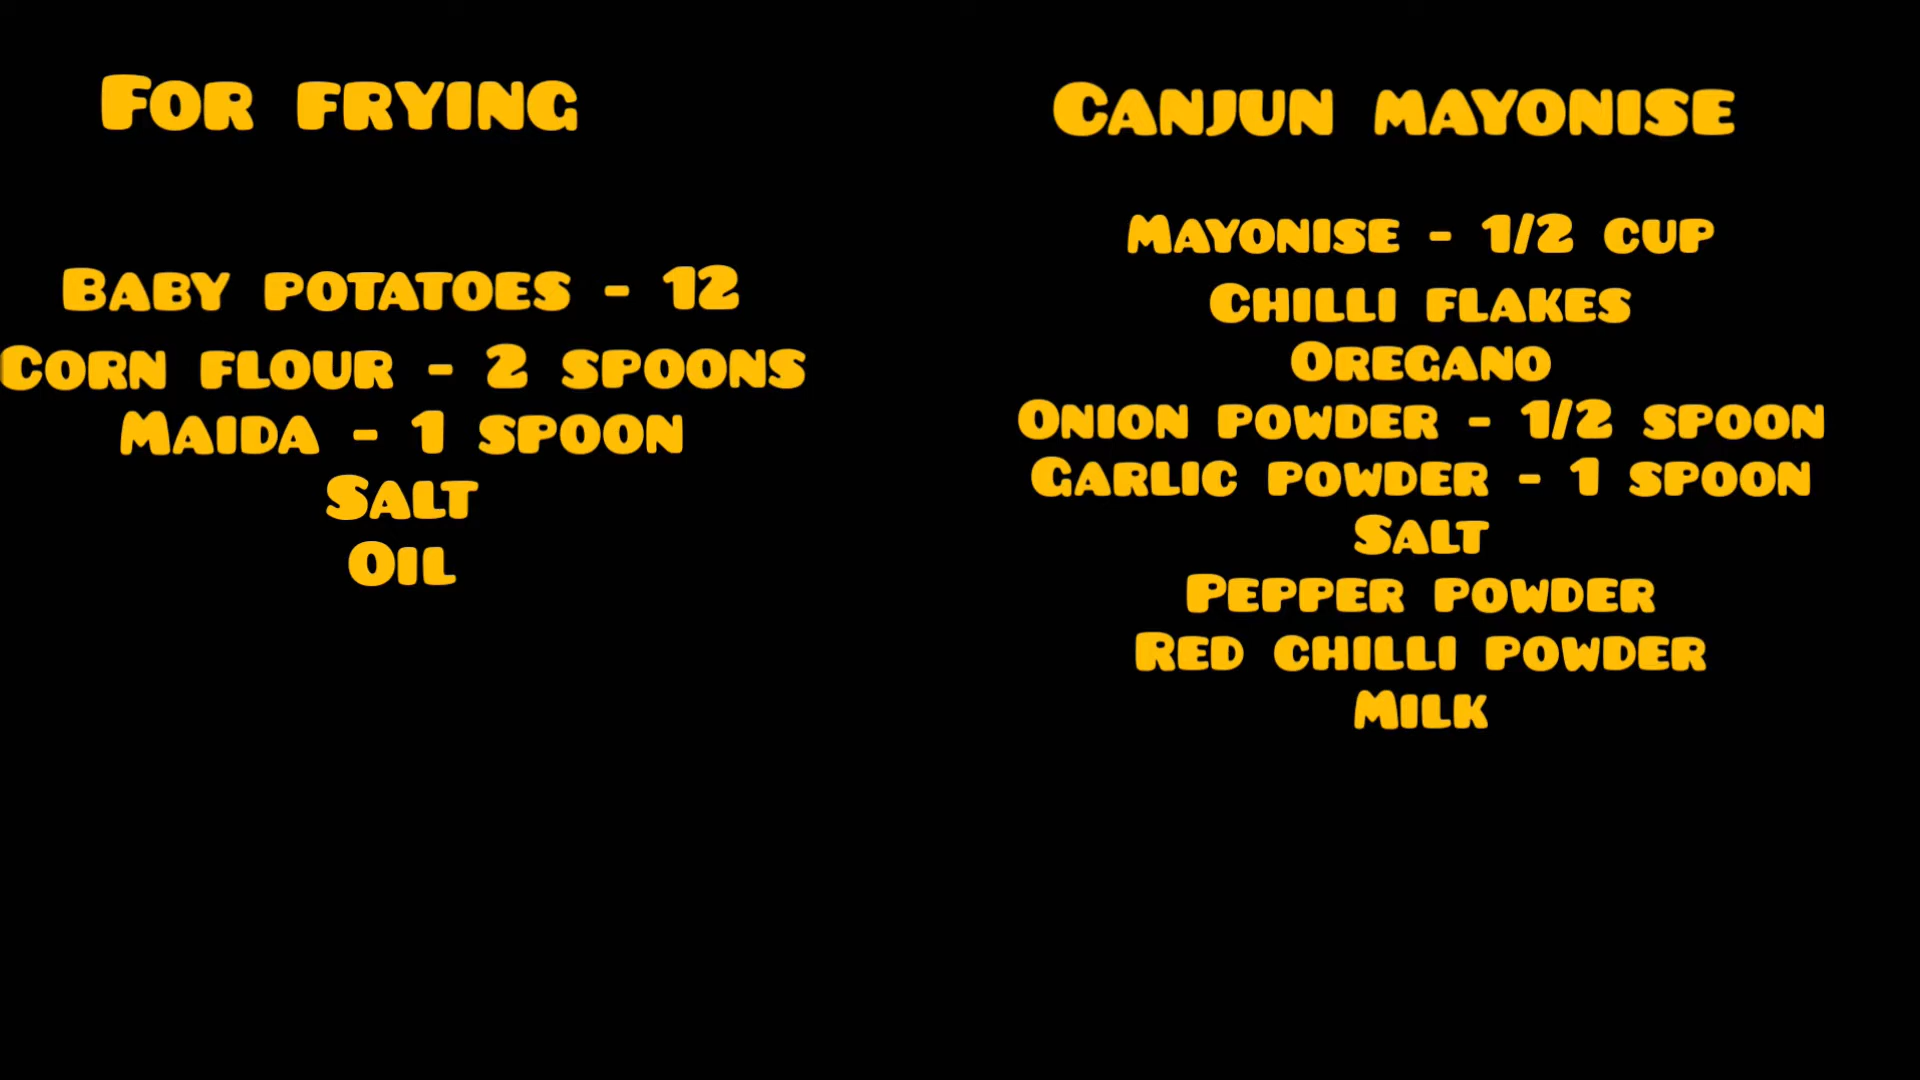 For frying
Baby potatoes - 12
Corn flour - 2 spoons
Maida - 1 spoon
Salt
Oil
Canjun mayonise
Mayonise - 1/2 cup
Chilli flakes
Oregano
Onion powder - 1/2 spoon
Garlic powder - 1 spoon
Salt
Pepper powder
Red chilli powder
Milk